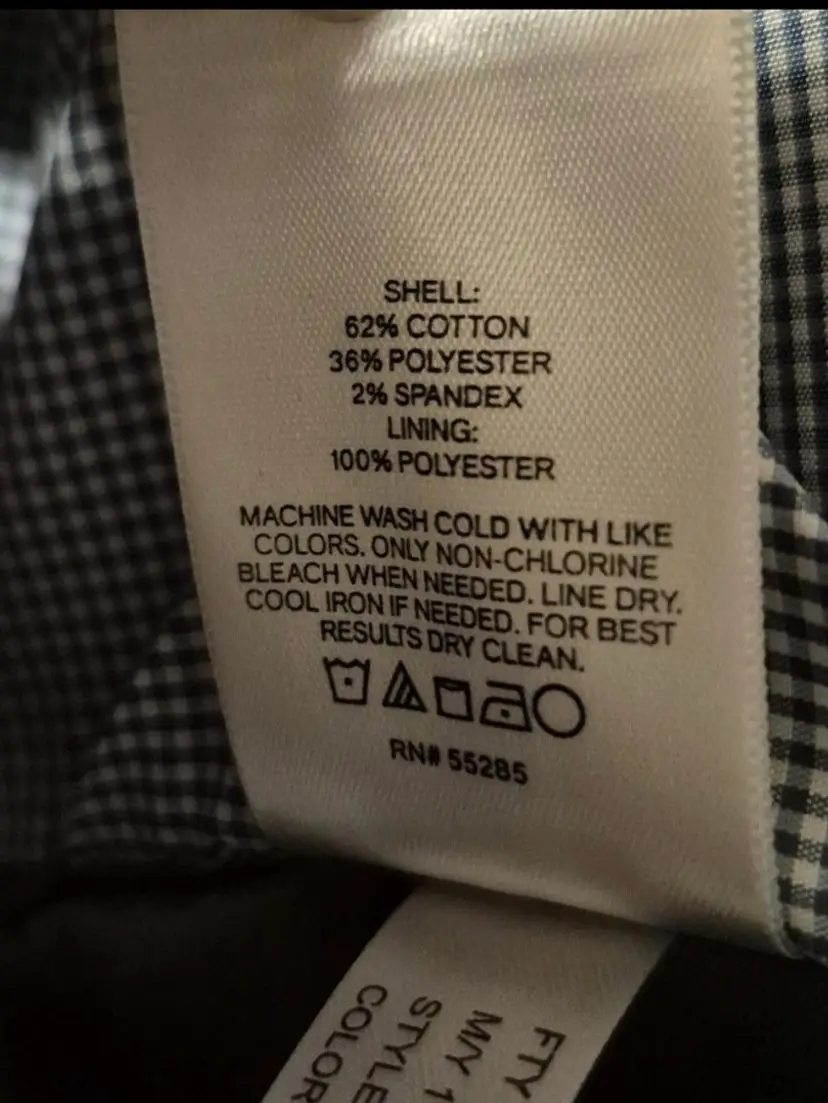 SHELL:
62% COTTON
36% POLYESTER
2% SPANDEX
LINING:
100% POLYESTER
MACHINE WASH COLD WITH LIKE
COLORS. ONLY NON-CHLORINE
BLEACH WHEN NEEDED. LINE DRY.
COOL IRON IF NEEDED. FOR BEST
RESULTS DRY CLEAN.
RN# 55285
FTY
M/Y 1
STYLE
COLOR